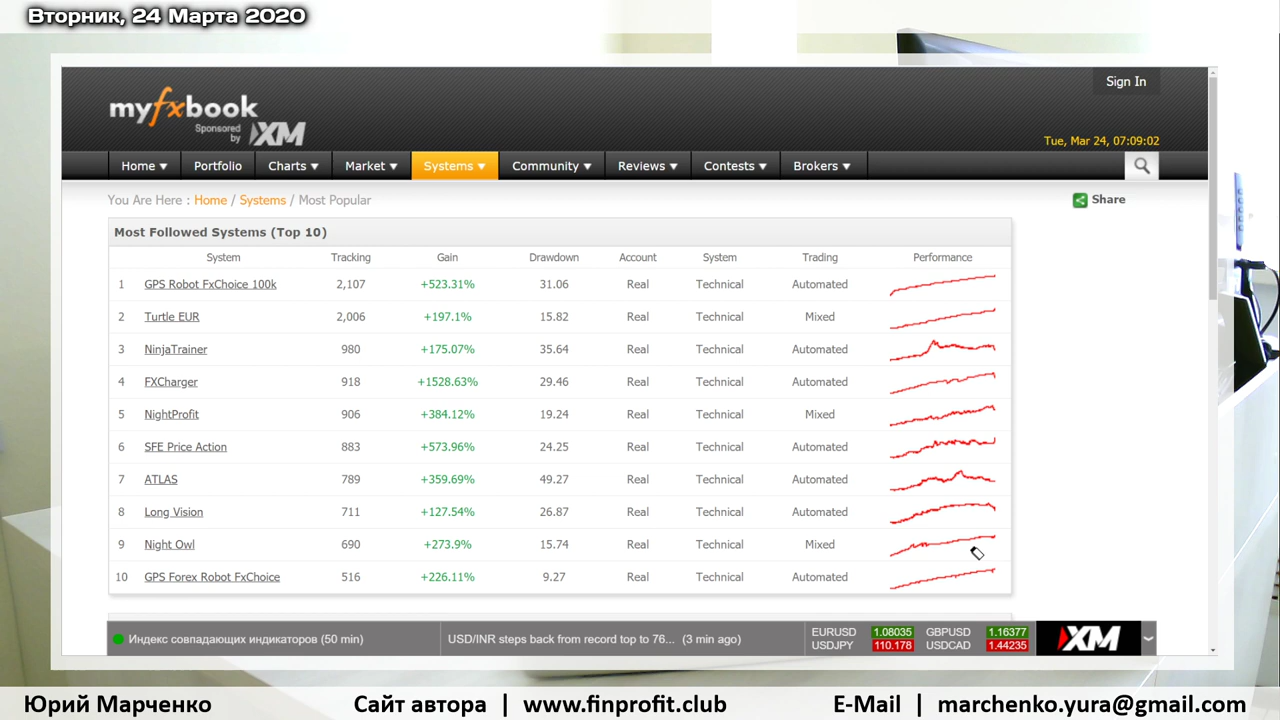 Вторник, 24 Марта 2020
Sign In
myfxbook
Sponsored by XM
Tue, Mar 24, 07:09:02
Home ▼ Portfolio Charts ▼ Market ▼ Systems ▼ Community ▼ Reviews ▼ Contests ▼ Brokers ▼
You Are Here : Home / Systems / Most Popular
Share
Most Followed Systems (Top 10)
System Tracking Gain Drawdown Account System Trading Performance
1 GPS Robot FxChoice 100k 2,107 +523.31% 31.06 Real Technical Automated
2 Turtle EUR 2,006 +197.1% 15.82 Real Technical Mixed
3 NinjaTrainer 980 +175.07% 35.64 Real Technical Automated
4 FXCharger 918 +1528.63% 29.46 Real Technical Automated
5 NightProfit 906 +384.12% 19.24 Real Technical Mixed
6 SFE Price Action 883 +573.96% 24.25 Real Technical Automated
7 ATLAS 789 +359.69% 49.27 Real Technical Automated
8 Long Vision 711 +127.54% 26.87 Real Technical Automated
9 Night Owl 690 +273.9% 15.74 Real Technical Mixed
10 GPS Forex Robot FxChoice 516 +226.11% 9.27 Real Technical Automated
Индекс совпадающих индикаторов (50 min) USD/INR steps back from record top to 76... (3 min ago)
EURUSD 1.08035 GBPUSD 1.16377
USDJPY 110.178 USDCAD 1.44235
XM
Юрий Марченко Сайт автора | www.finprofit.club E-Mail | marchenko.yura@gmail.com